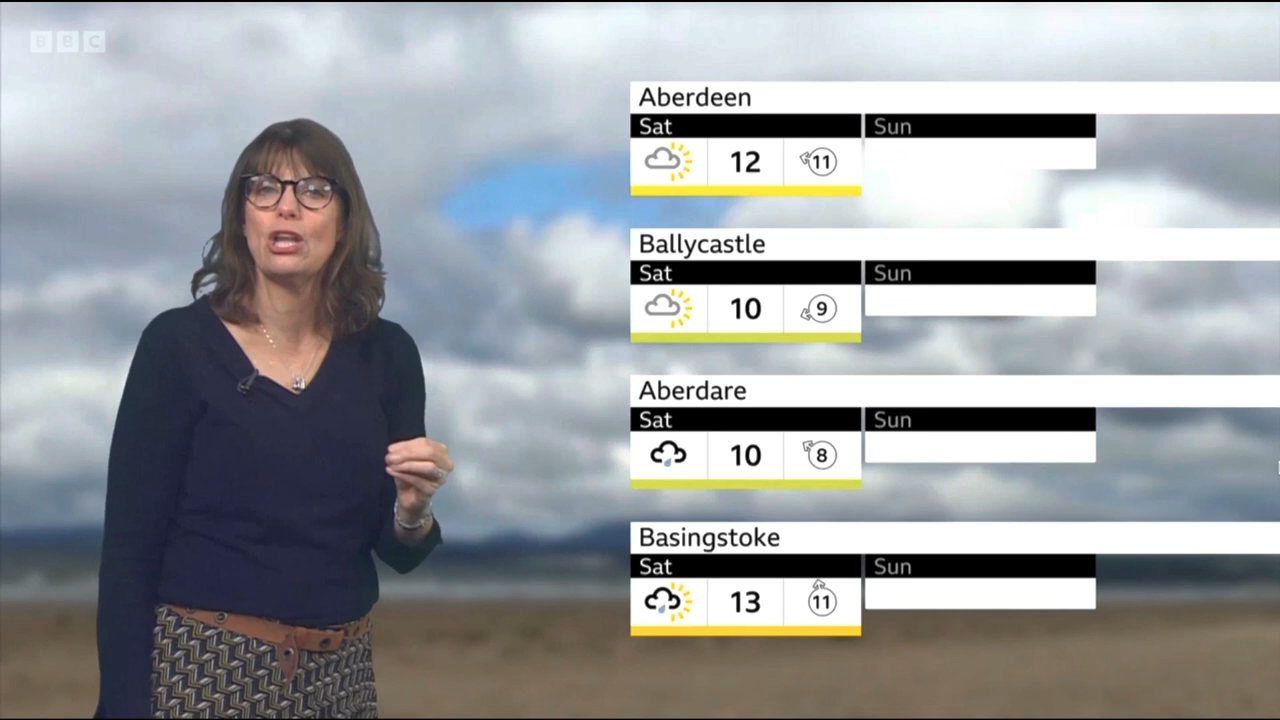 BBC
Aberdeen
Sat Sun
12 11
Ballycastle
Sat Sun
10 9
Aberdare
Sat Sun
10 8
Basingstoke
Sat Sun
13 11